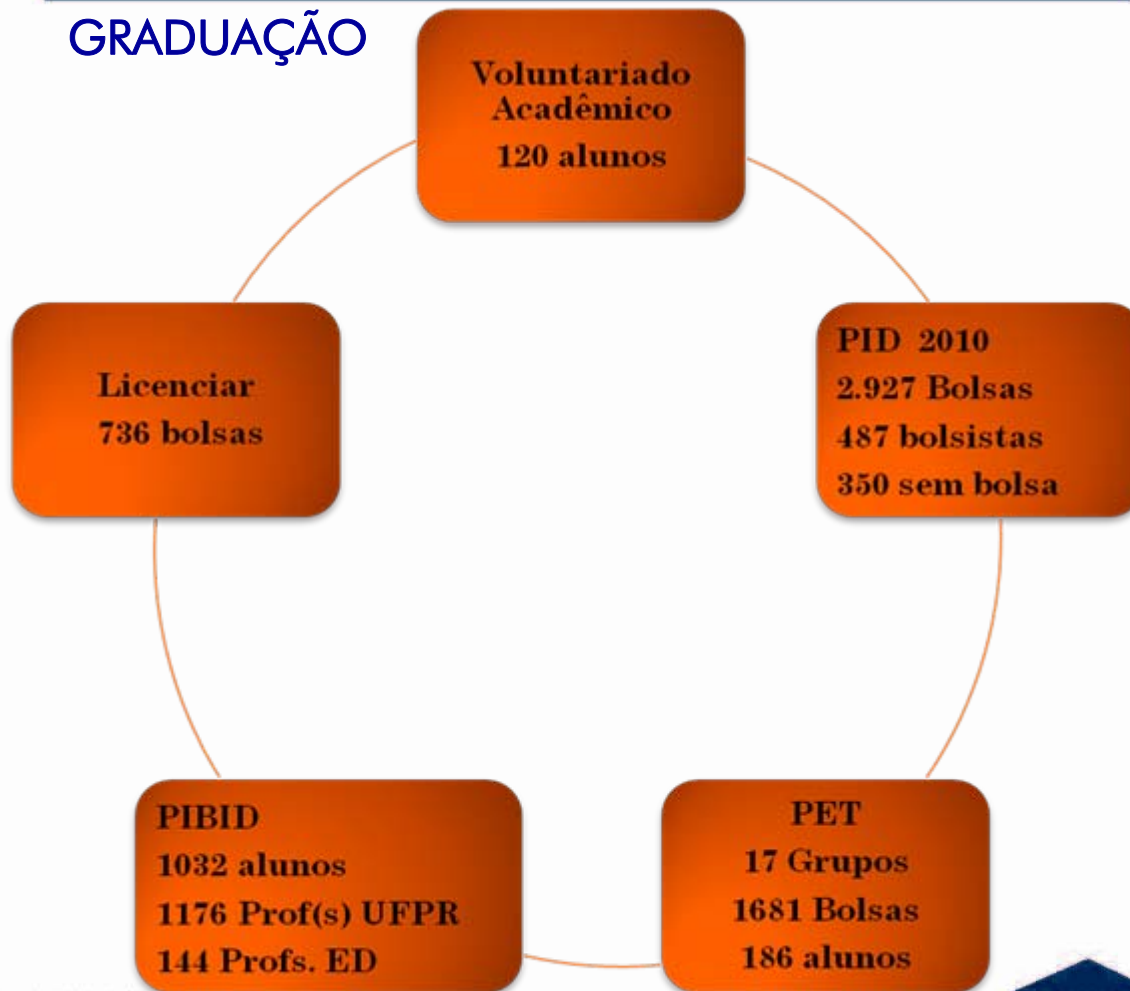 GRADUAÇÃO
Voluntariado
Acadêmico
120 alunos
PID 2010
2.927 Bolsas
487 bolsistas
350 sem bolsa
Licenciar
736 bolsas
PIBID
1032 alunos
1176 Prof(s) UFPR
144 Profs. ED
PET
17 Grupos
1681 Bolsas
186 alunos